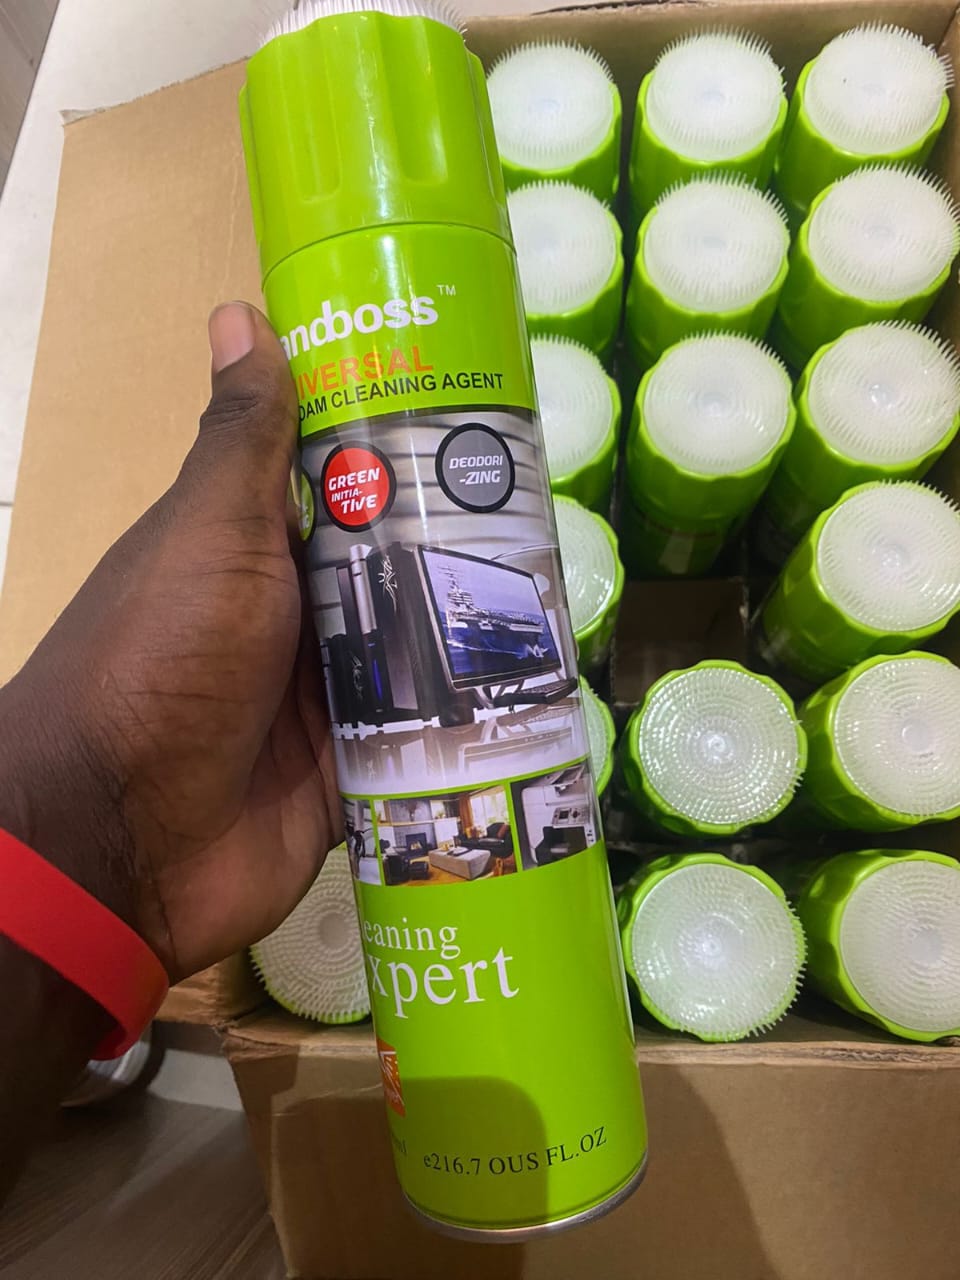 andboss™
IVERSAL
OAM CLEANING AGENT
GREEN
INITIA-
TIVE
DEODORI
-ZING
eaning
xpert
e216.7 OUS FL.OZ